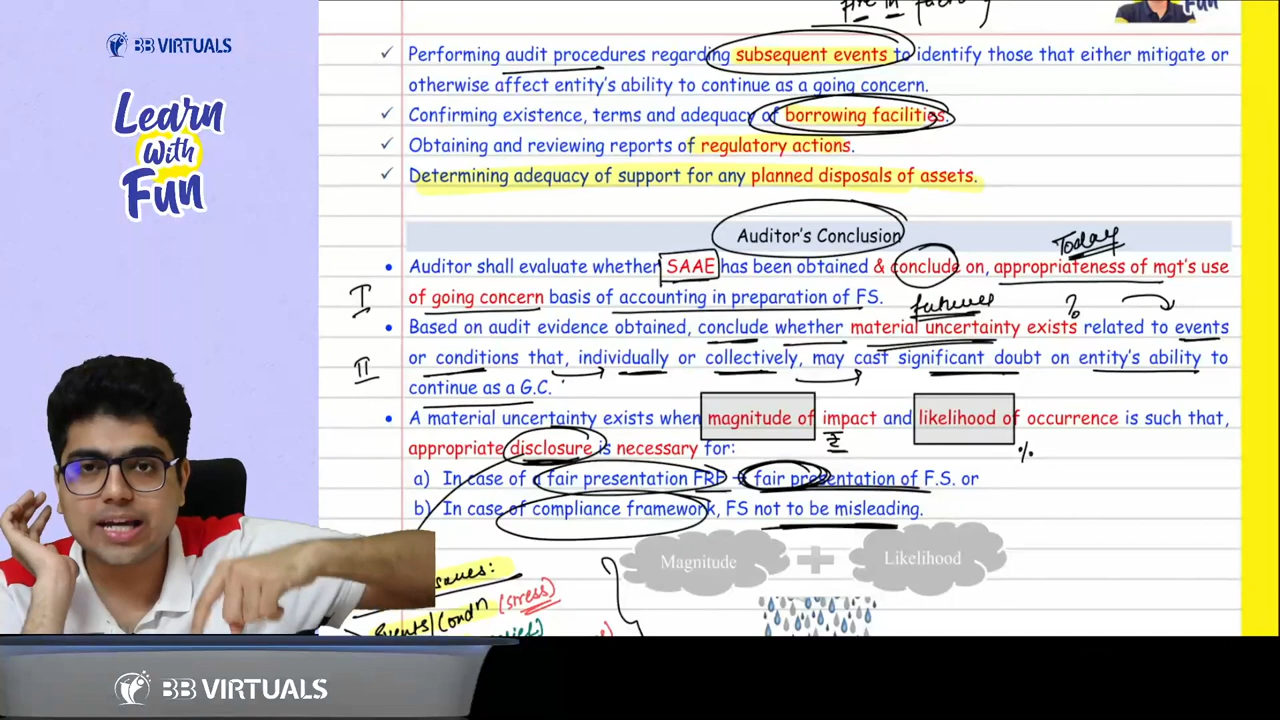 Fire in factory
Fun
BB VIRTUALS
Learn
With
Fun
✓ Performing audit procedures regarding subsequent events to identify those that either mitigate or
otherwise affect entity's ability to continue as a going concern.
✓ Confirming existence, terms and adequacy of borrowing facilities.
✓ Obtaining and reviewing reports of regulatory actions.
✓ Determining adequacy of support for any planned disposals of assets.
Auditor's Conclusion
Today
• Auditor shall evaluate whether SAAE has been obtained & conclude on, appropriateness of mgt's use
I of going concern basis of accounting in preparation of FS.
future ?
• Based on audit evidence obtained, conclude whether material uncertainty exists related to events
II or conditions that, individually or collectively, may cast significant doubt on entity's ability to
continue as a G.C.
• A material uncertainty exists when magnitude of impact and likelihood of occurrence is such that,
₹
appropriate disclosure is necessary for:
%
a) In case of a fair presentation FRF → fair presentation of F.S. or
b) In case of compliance framework, FS not to be misleading.
Magnitude + Likelihood
Events/Condn (stress)
BB VIRTUALS